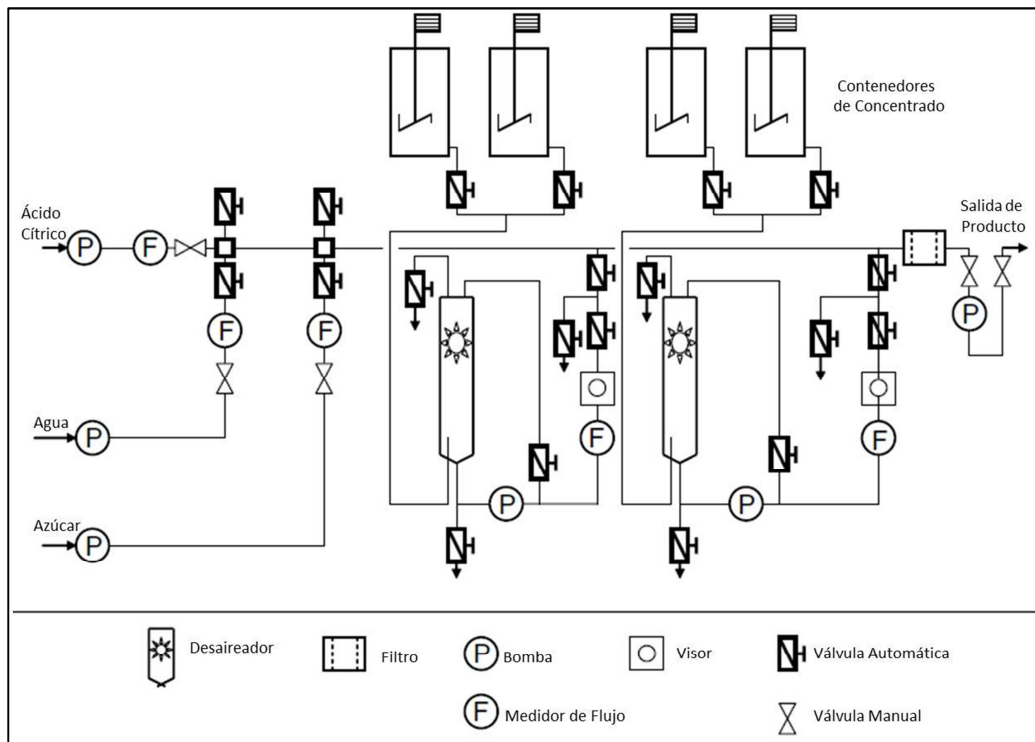 Contenedores
de Concentrado
Ácido
Cítrico
P
F
Salida de
Producto
F
F
P
Agua
P
F
F
P
P
Azúcar
P
Desaireador
Filtro
P Bomba
Visor
Válvula Automática
F Medidor de Flujo
Válvula Manual